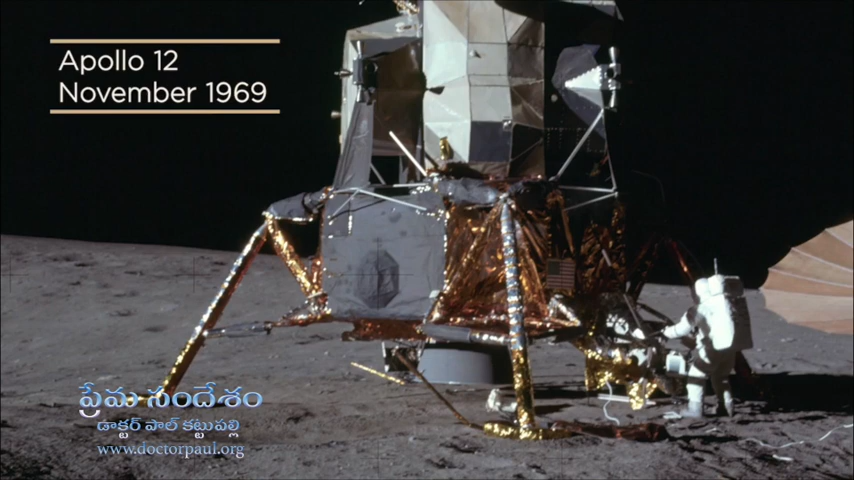 Apollo 12
November 1969
ప్రేమ సందేశం
డాక్టర్ పాల్ కట్టుపల్లి
www.doctorpaul.org